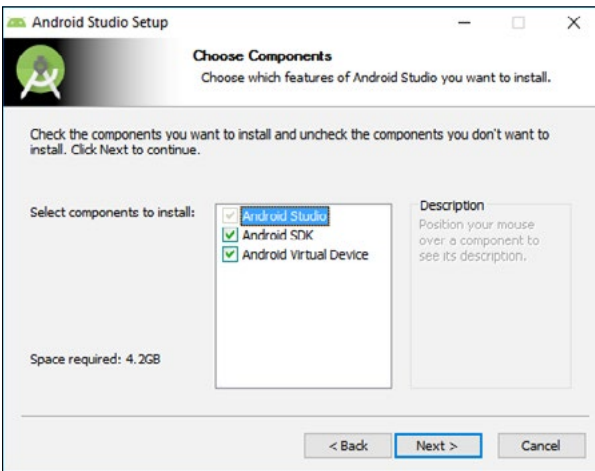 Android Studio Setup
Choose Components
Choose which features of Android Studio you want to install.
Check the components you want to install and uncheck the components you don't want to
install. Click Next to continue.
Select components to install:
Android Studio
Android SDK
Android Virtual Device
Description
Position your mouse
over a component to
see its description.
Space required: 4.2GB
< Back
Next >
Cancel